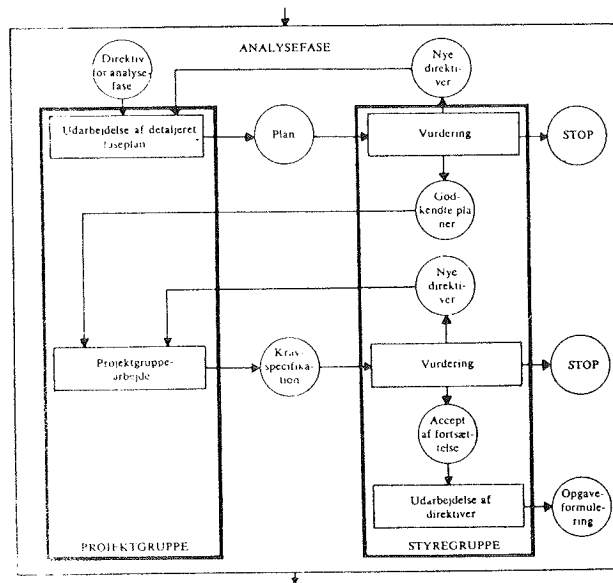 ANALYSEFASE
Direktiv
for analyse-
fase
Nye
direkti-
ver
Udarbejdelse af detaljeret
faseplan
Plan
Vurdering
STOP
God-
kendte pla
ner
Nye
direkti-
ver
Projektgruppe-
arbejde
Krav-
specifika-
tion
Vurdering
STOP
Accept
af fortsæt-
telse
Udarbejdelse af
direktiver
Opgave-
formule-
ring
PROJEKTGRUPPE
STYREGRUPPE